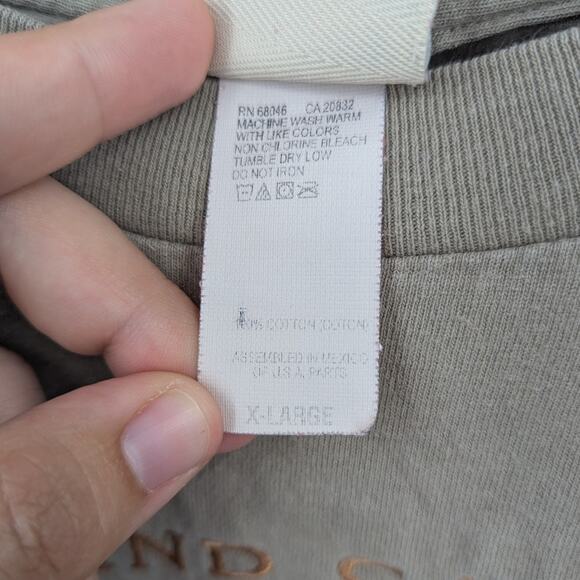 RN 68046 CA 20832
MACHINE WASH WARM
WITH LIKE COLORS
NON CHLORINE BLEACH
TUMBLE DRY LOW
DO NOT IRON
100% COTTON (COTON)
ASSEMBLED IN MEXICO
OF U.S.A. PARTS
X-LARGE